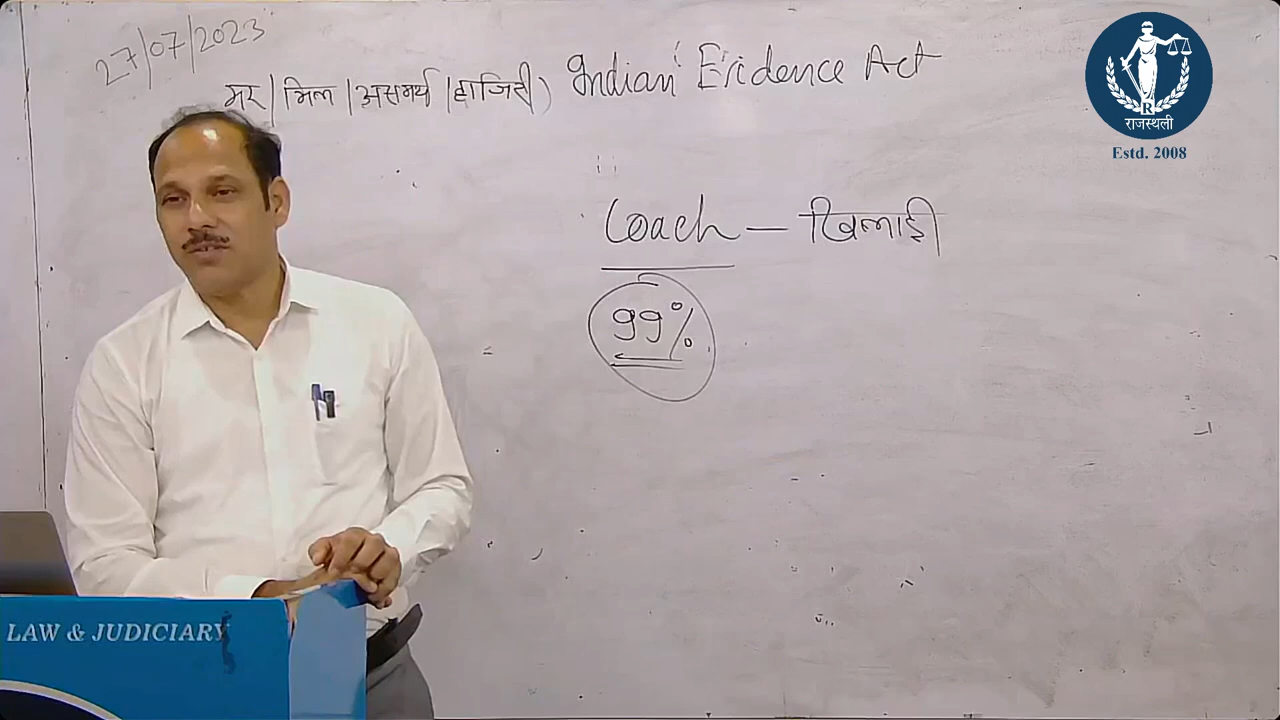 27/07/2023
मर / मिल / असमर्थ / हाजिरी) Indian Evidence Act
Coach — खिलाड़ी
99%
R
राजस्थली
Estd. 2008
LAW & JUDICIARY